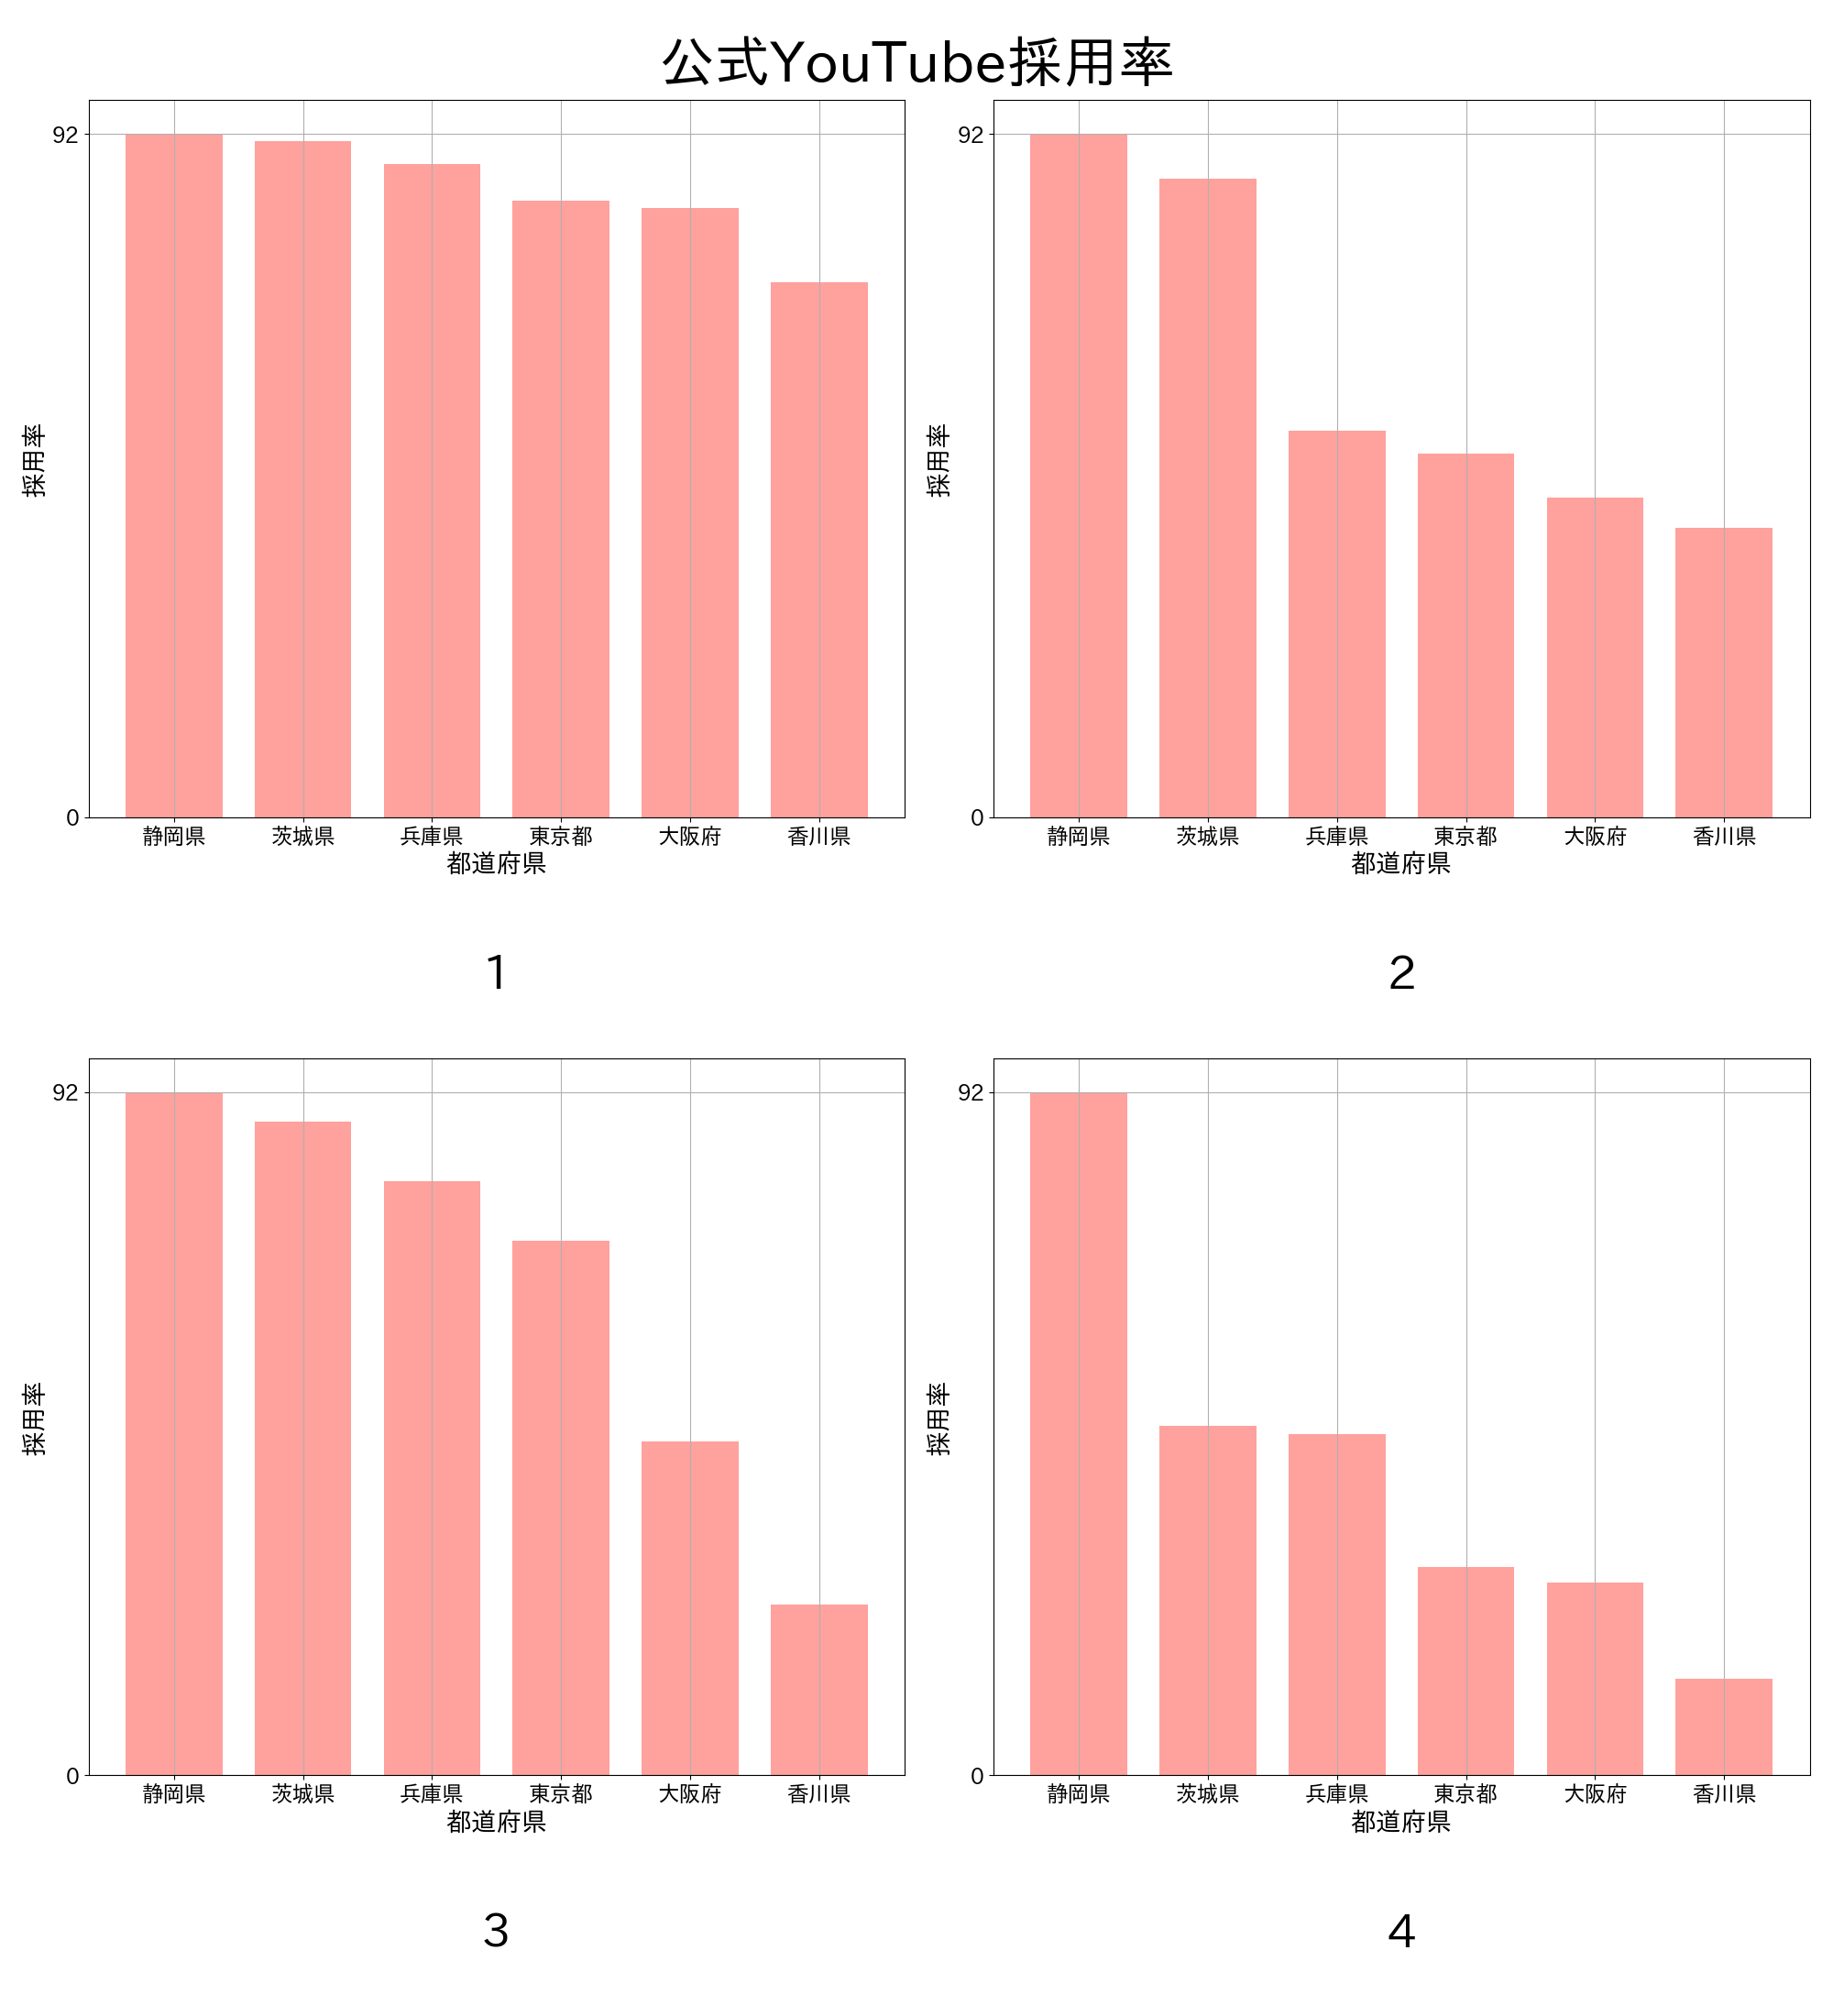 公式YouTube採用率
92
0
採用率
静岡県 茨城県 兵庫県 東京都 大阪府 香川県
都道府県
1
92
0
採用率
静岡県 茨城県 兵庫県 東京都 大阪府 香川県
都道府県
2
92
0
採用率
静岡県 茨城県 兵庫県 東京都 大阪府 香川県
都道府県
3
92
0
採用率
静岡県 茨城県 兵庫県 東京都 大阪府 香川県
都道府県
4